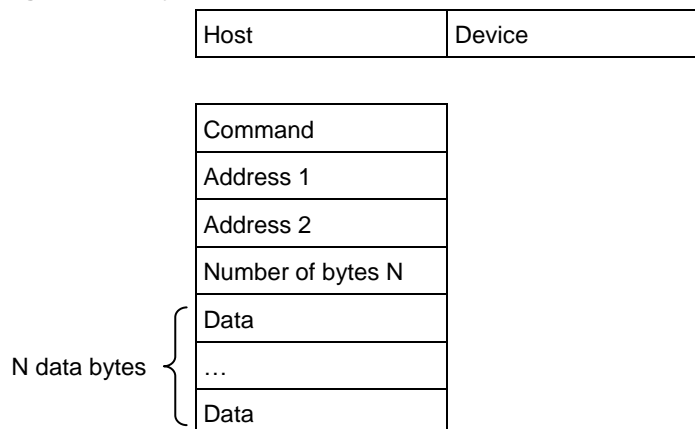 Host Device
Command
Address 1
Address 2
Number of bytes N
Data
N data bytes …
Data